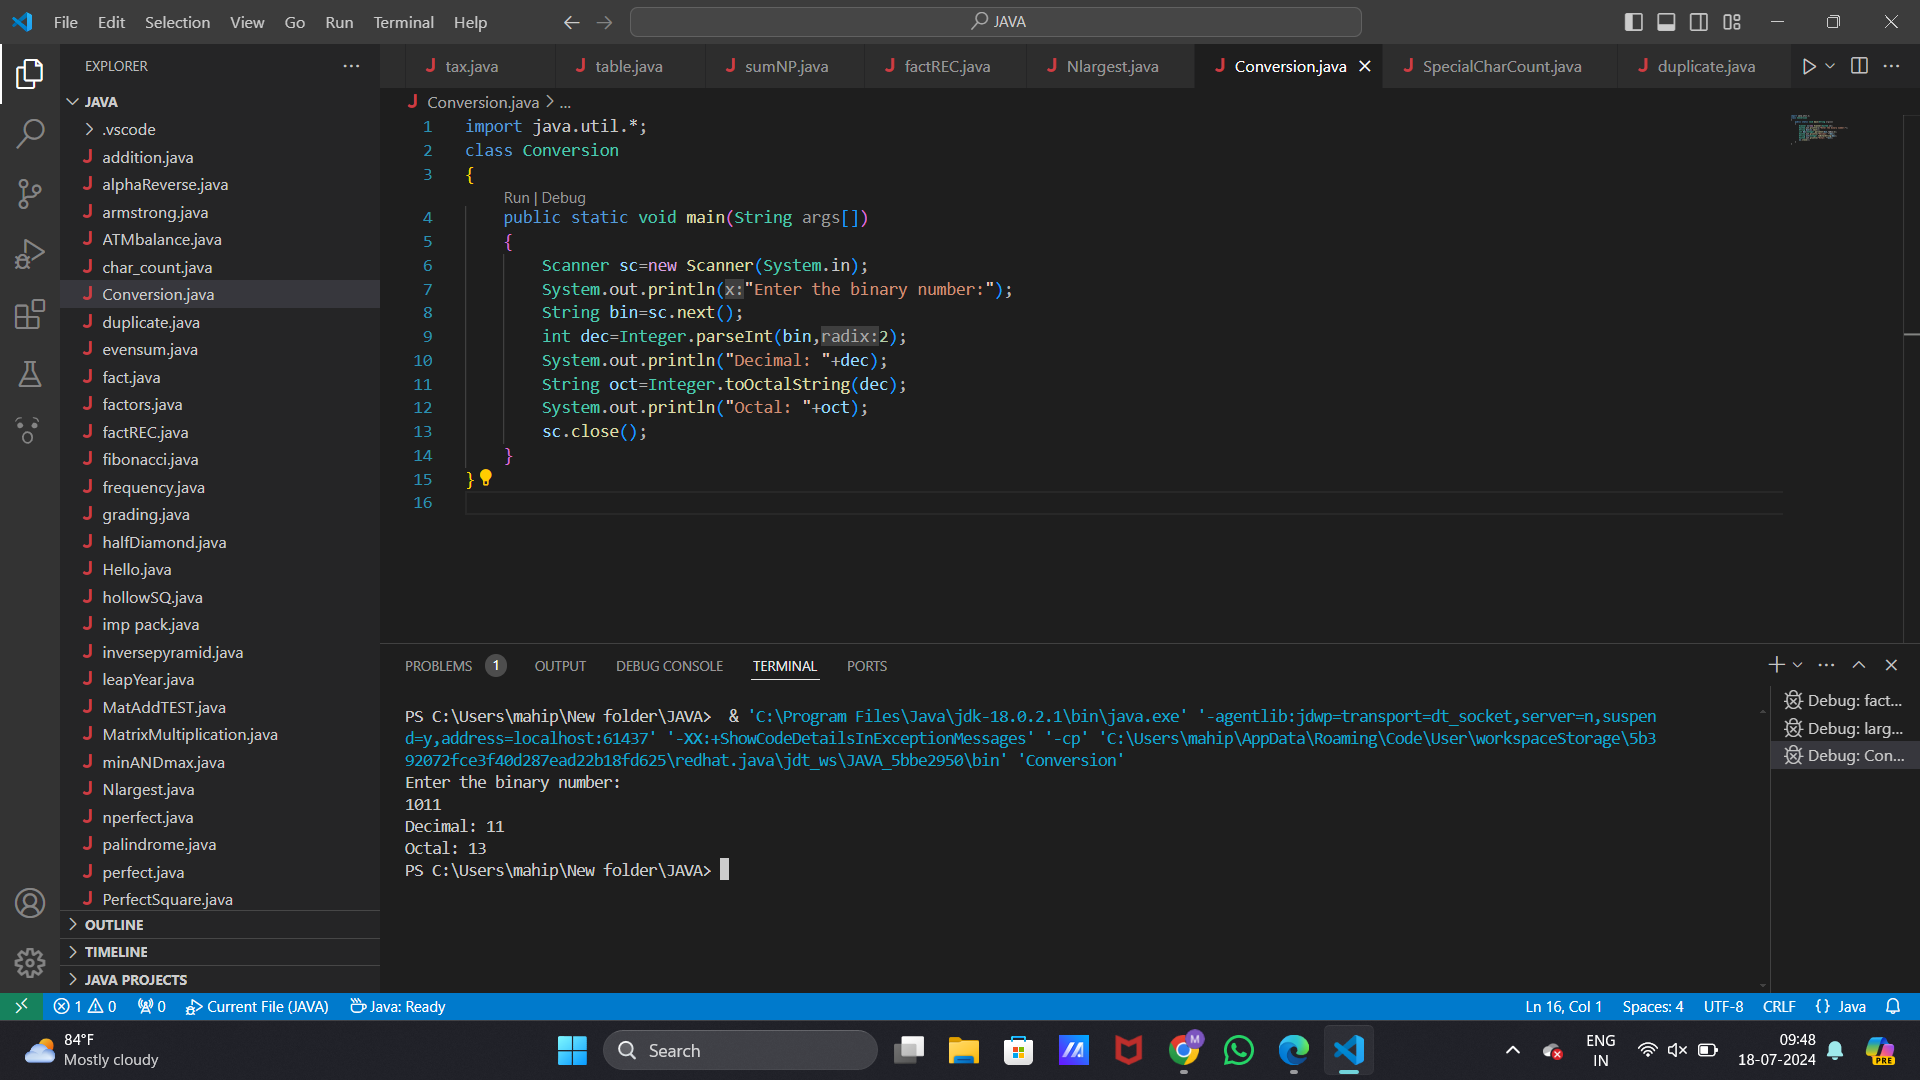 File Edit Selection View Go Run Terminal Help
JAVA
EXPLORER
JAVA
.vscode
addition.java
alphaReverse.java
armstrong.java
ATMbalance.java
char_count.java
Conversion.java
duplicate.java
evensum.java
fact.java
factors.java
factREC.java
fibonacci.java
frequency.java
grading.java
halfDiamond.java
Hello.java
hollowSQ.java
imp pack.java
inversepyramid.java
leapYear.java
MatAddTEST.java
MatrixMultiplication.java
minANDmax.java
Nlargest.java
nperfect.java
palindrome.java
perfect.java
PerfectSquare.java
OUTLINE
TIMELINE
JAVA PROJECTS
tax.java table.java sumNP.java factREC.java Nlargest.java Conversion.java SpecialCharCount.java duplicate.java
Conversion.java > ...
1 import java.util.*;
2 class Conversion
3 {
Run | Debug
4 public static void main(String args[])
5 {
6 Scanner sc=new Scanner(System.in);
7 System.out.println(x:"Enter the binary number:");
8 String bin=sc.next();
9 int dec=Integer.parseInt(bin,radix:2);
10 System.out.println("Decimal: "+dec);
11 String oct=Integer.toOctalString(dec);
12 System.out.println("Octal: "+oct);
13 sc.close();
14 }
15 }
16
PROBLEMS 1 OUTPUT DEBUG CONSOLE TERMINAL PORTS
PS C:\Users\mahip\New folder\JAVA>  & 'C:\Program Files\Java\jdk-18.0.2.1\bin\java.exe' '-agentlib:jdwp=transport=dt_socket,server=n,suspen
d=y,address=localhost:61437' '-XX:+ShowCodeDetailsInExceptionMessages' '-cp' 'C:\Users\mahip\AppData\Roaming\Code\User\workspaceStorage\5b3
92072fce3f40d287ead22b18fd625\redhat.java\jdt_ws\JAVA_5bbe2950\bin' 'Conversion'
Enter the binary number:
1011
Decimal: 11
Octal: 13
PS C:\Users\mahip\New folder\JAVA>
Debug: fact...
Debug: larg...
Debug: Con...
1 0 0 Current File (JAVA) Java: Ready
Ln 16, Col 1 Spaces: 4 UTF-8 CRLF {} Java
84°F
Mostly cloudy
Search
M
PRE
ENG
IN
09:48
18-07-2024